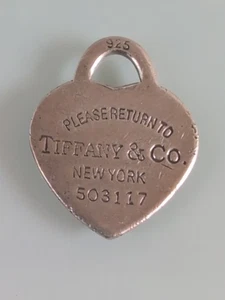 925
PLEASE RETURN TO
TIFFANY & CO.
NEW YORK
503117